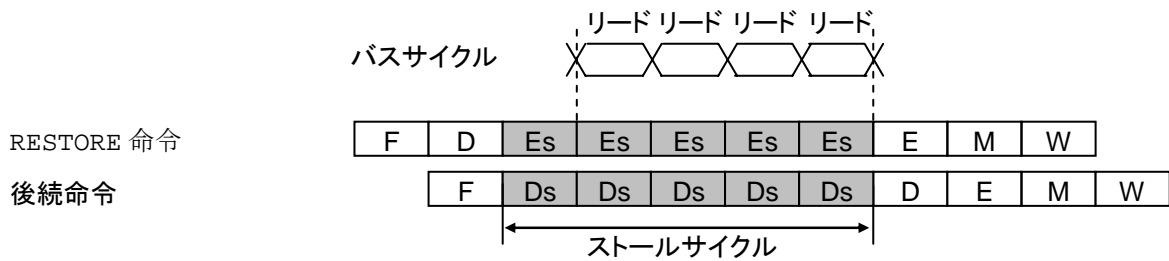 リード リード リード リード
バスサイクル
RESTORE 命令 F D Es Es Es Es Es E M W
後続命令 F Ds Ds Ds Ds Ds D E M W
ストールサイクル